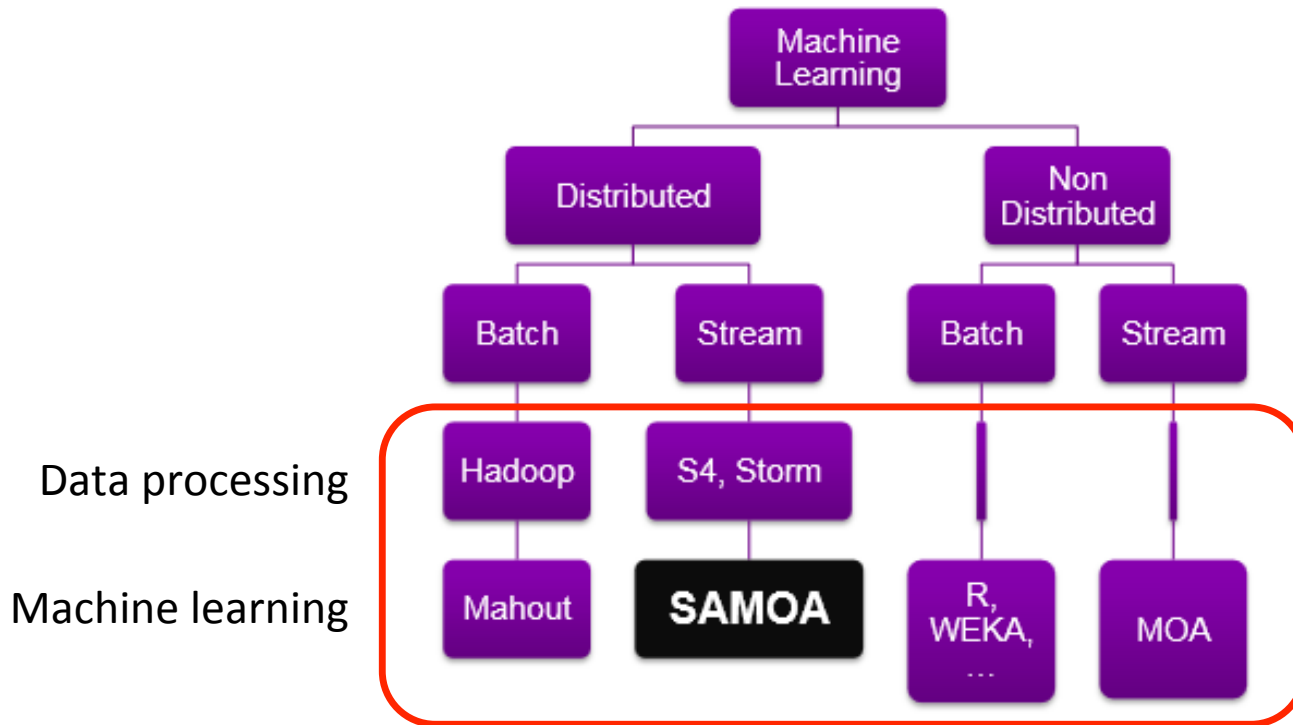 Machine
Learning
Distributed
Non
Distributed
Batch
Stream
Batch
Stream
Data processing
Hadoop
S4, Storm
Machine learning
Mahout
SAMOA
R,
WEKA,
...
MOA